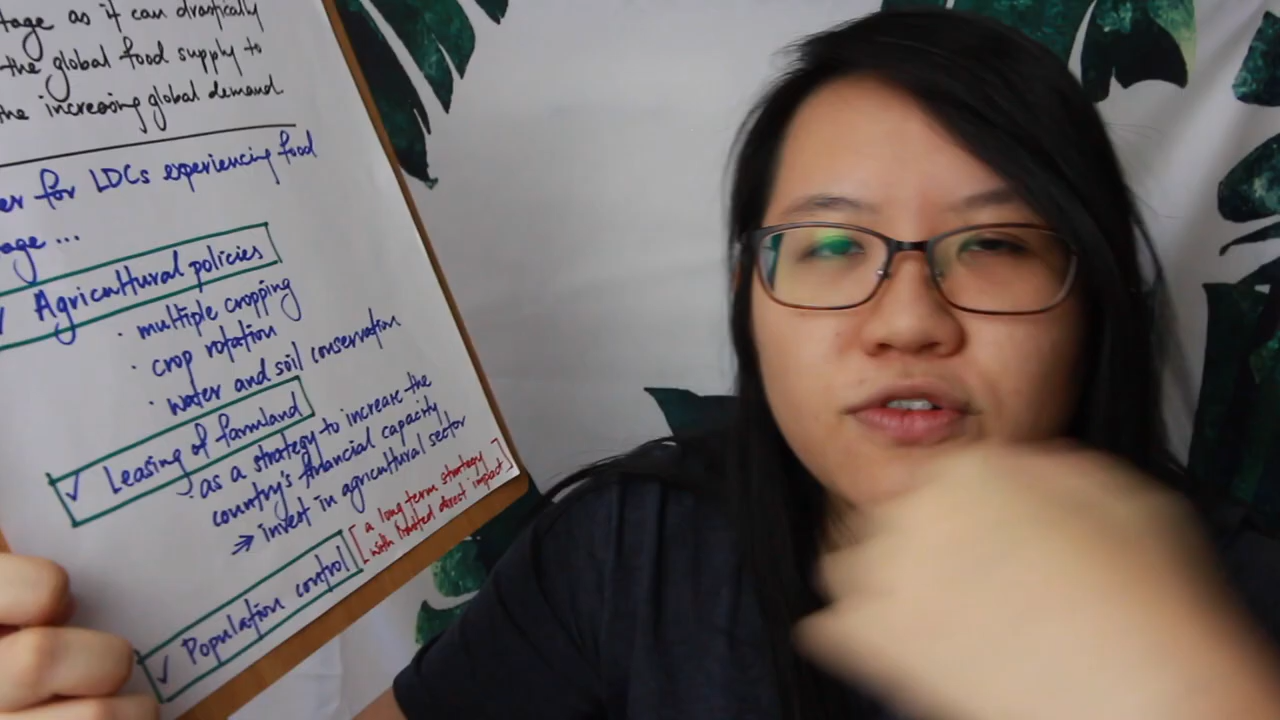 tage as it can drastically
the global food supply to
the increasing global demand
er for LDCs experiencing food
age ...
✓ Agricultural policies
· multiple cropping
· crop rotation
· water and soil conservation
✓ Leasing of farmland
· as a strategy to increase the
country's financial capacity
⇒ invest in agricultural sector
✓ Population control
[a long term strategy
with limited direct impact]